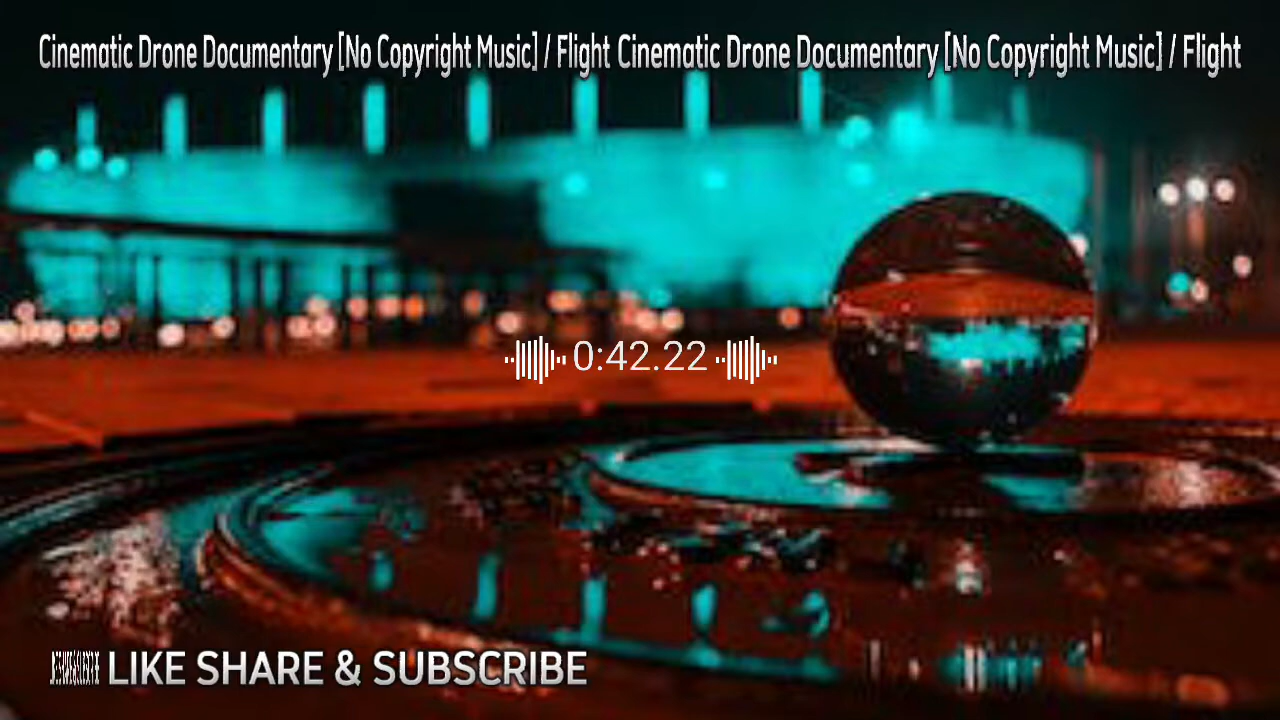 Cinematic Drone Documentary [No Copyright Music] / Flight Cinematic Drone Documentary [No Copyright Music] / Flight
0:42.22
LIKE SHARE & SUBSCRIBE